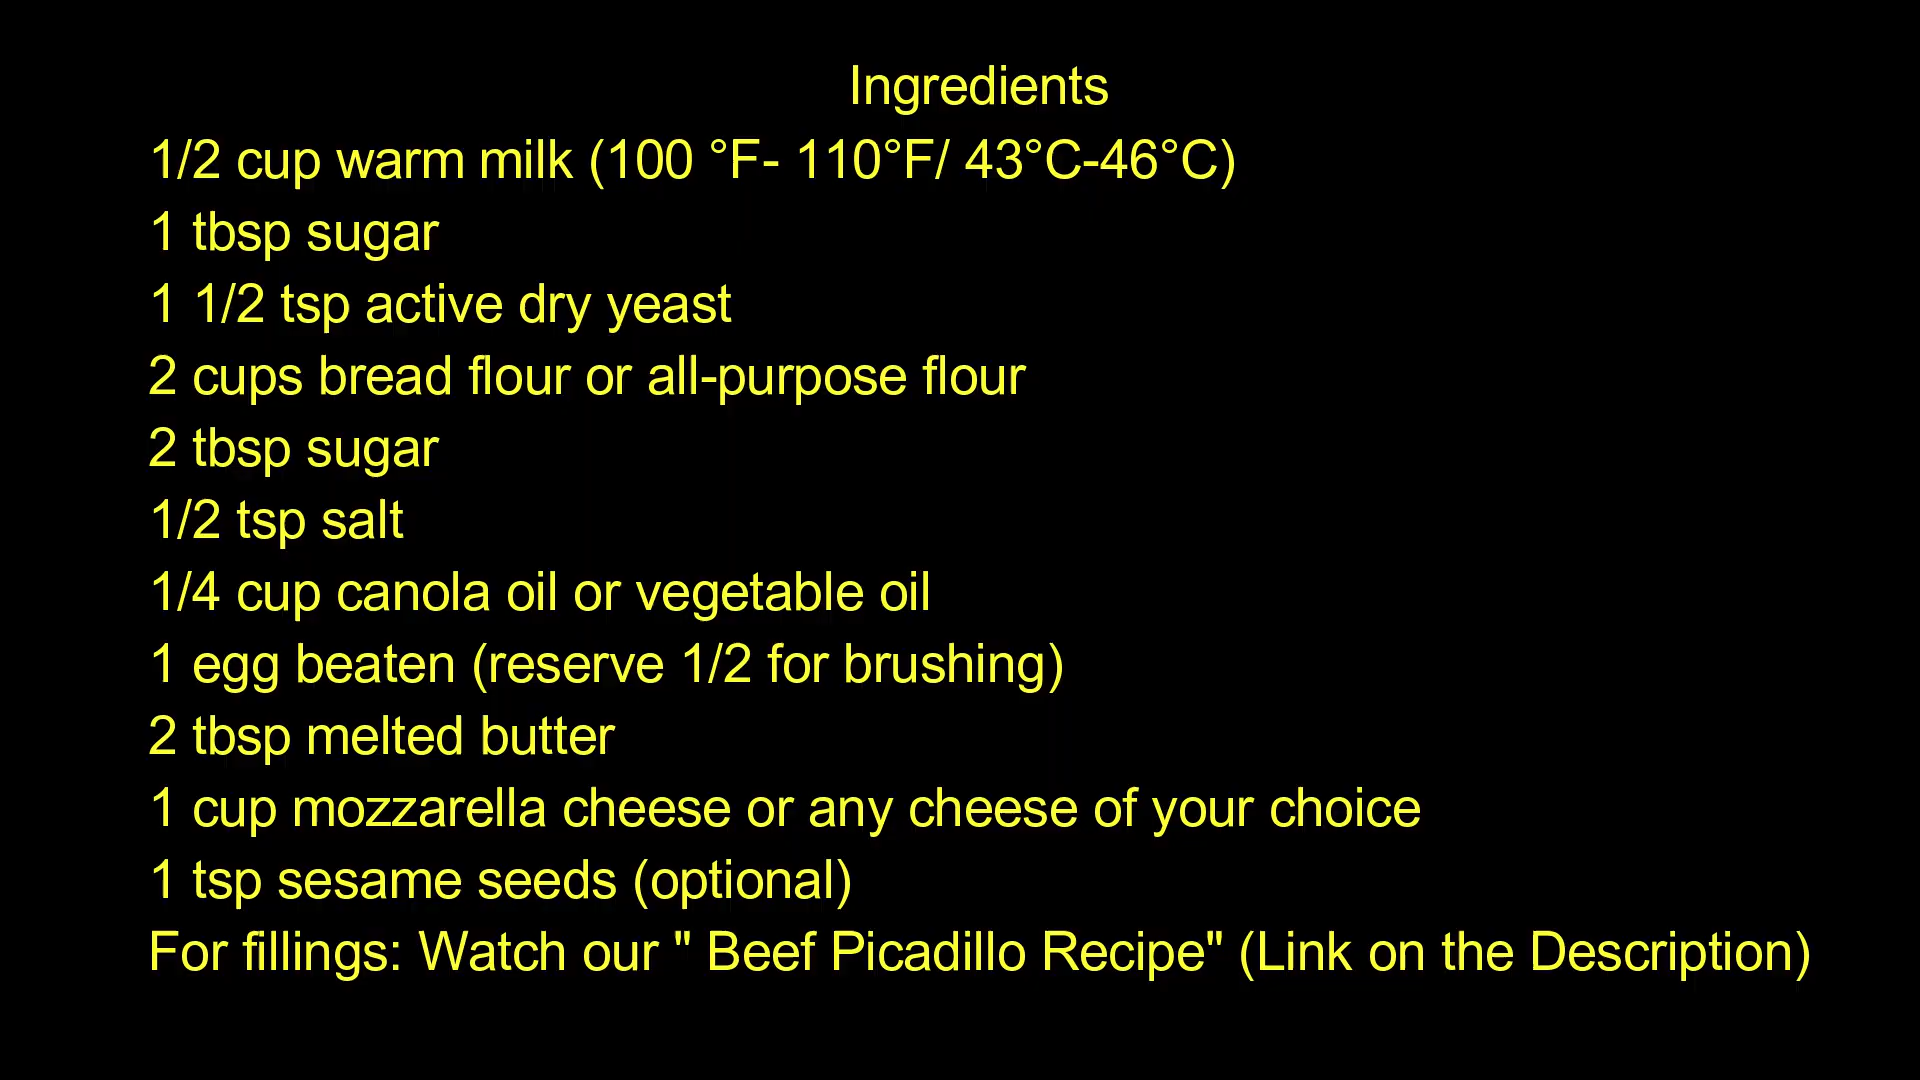 Ingredients
1/2 cup warm milk (100 °F- 110°F/ 43°C-46°C)
1 tbsp sugar
1 1/2 tsp active dry yeast
2 cups bread flour or all-purpose flour
2 tbsp sugar
1/2 tsp salt
1/4 cup canola oil or vegetable oil
1 egg beaten (reserve 1/2 for brushing)
2 tbsp melted butter
1 cup mozzarella cheese or any cheese of your choice
1 tsp sesame seeds (optional)
For fillings: Watch our " Beef Picadillo Recipe" (Link on the Description)